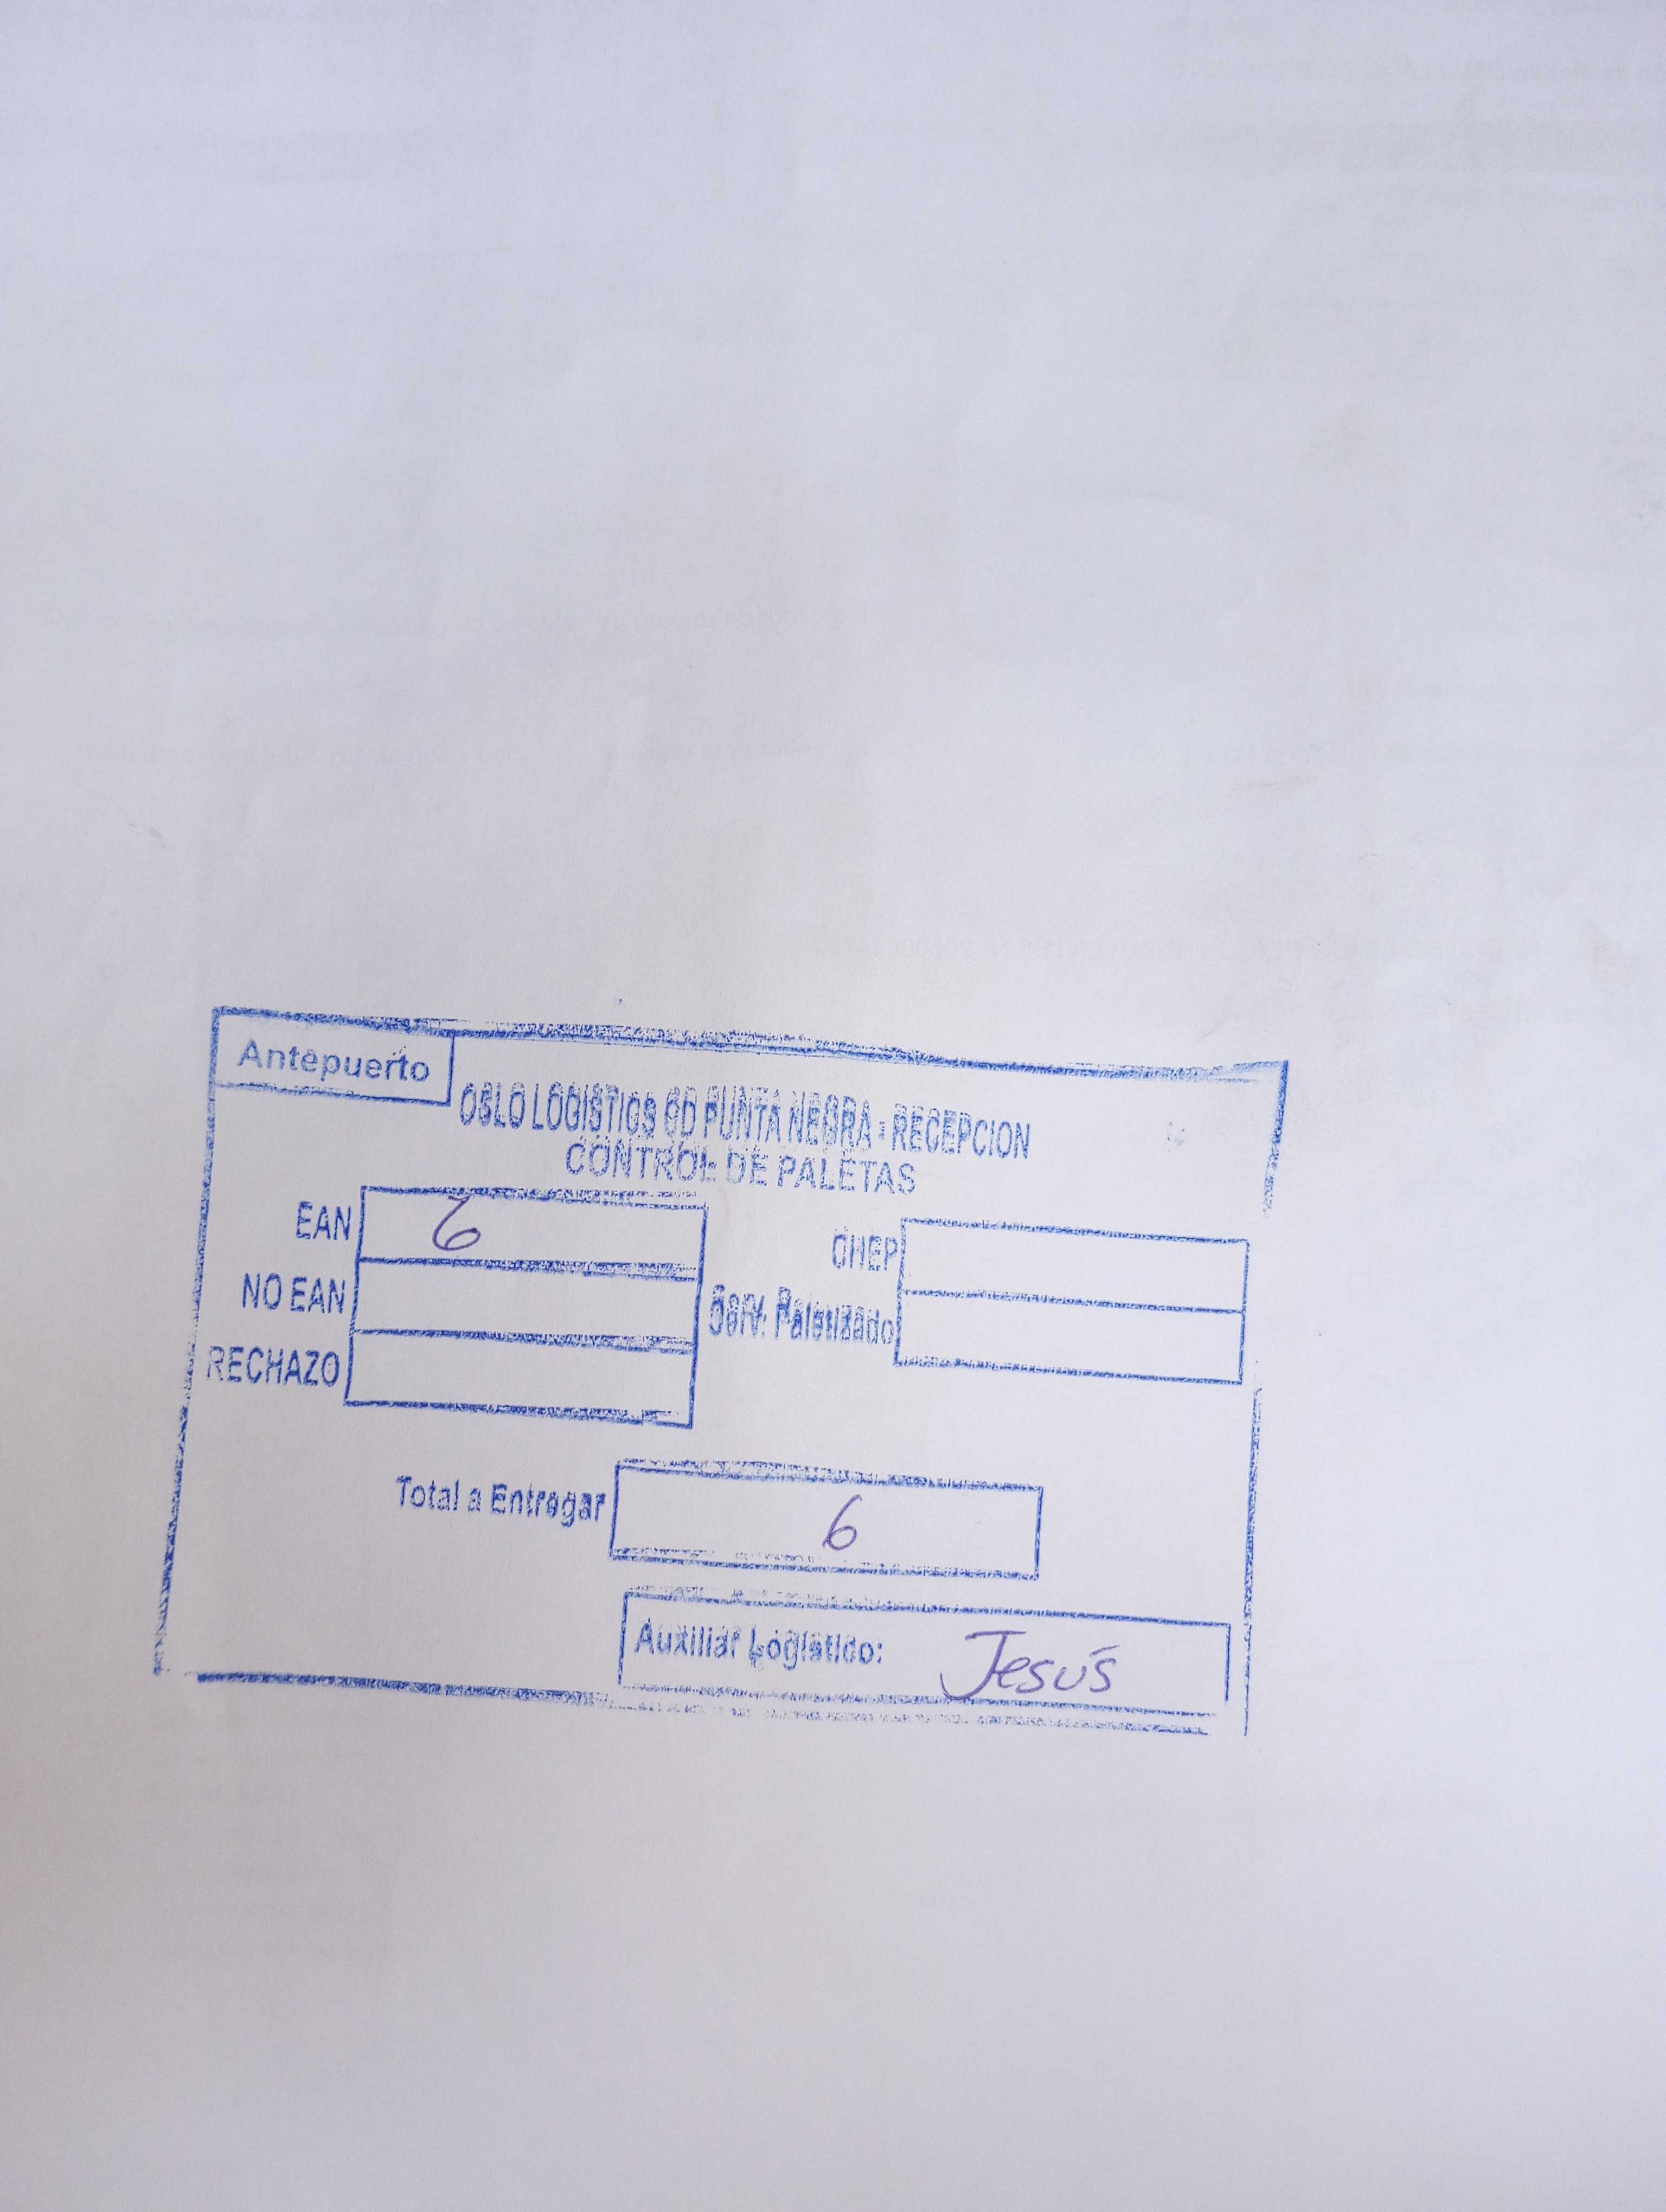 Antepuerto
OSLO LOGISTICS CD PUNTA NEGRA - RECEPCION
CONTROL DE PALETAS
EAN 6
CHEP
NO EAN
Serv. Paletizado
RECHAZO
Total a Entregar 6
Auxiliar Logístico: Jesús